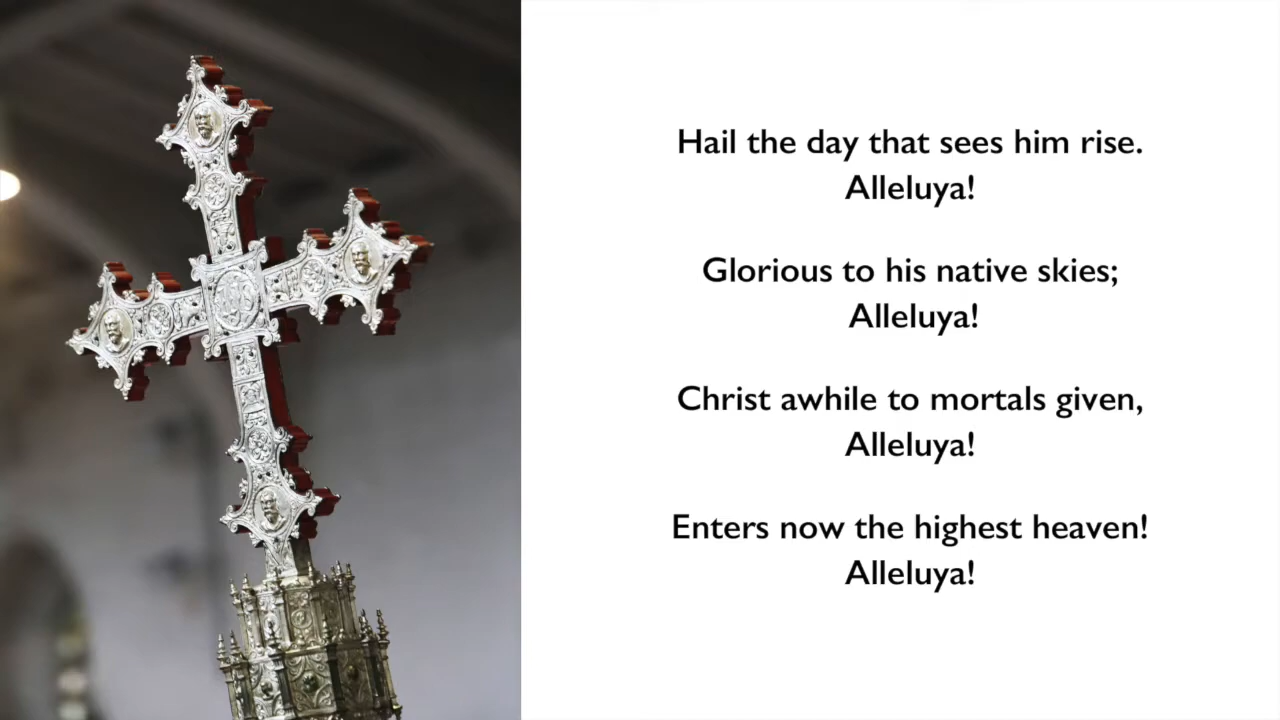 Hail the day that sees him rise.
Alleluya!
Glorious to his native skies;
Alleluya!
Christ awhile to mortals given,
Alleluya!
Enters now the highest heaven!
Alleluya!